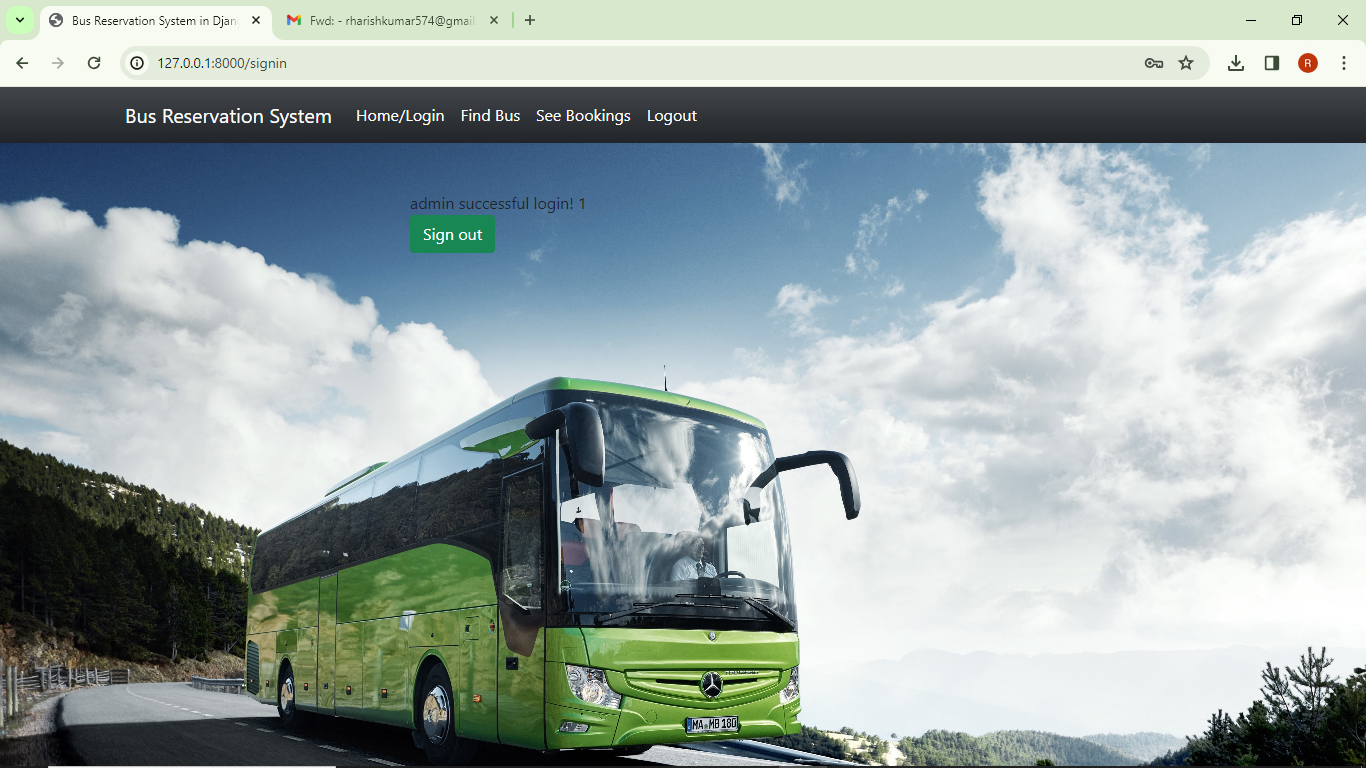 Bus Reservation System in Djan
Fwd: - rharishkumar574@gmail
127.0.0.1:8000/signin
R
Bus Reservation System Home/Login Find Bus See Bookings Logout
admin successful login! 1
Sign out
MA MB 180